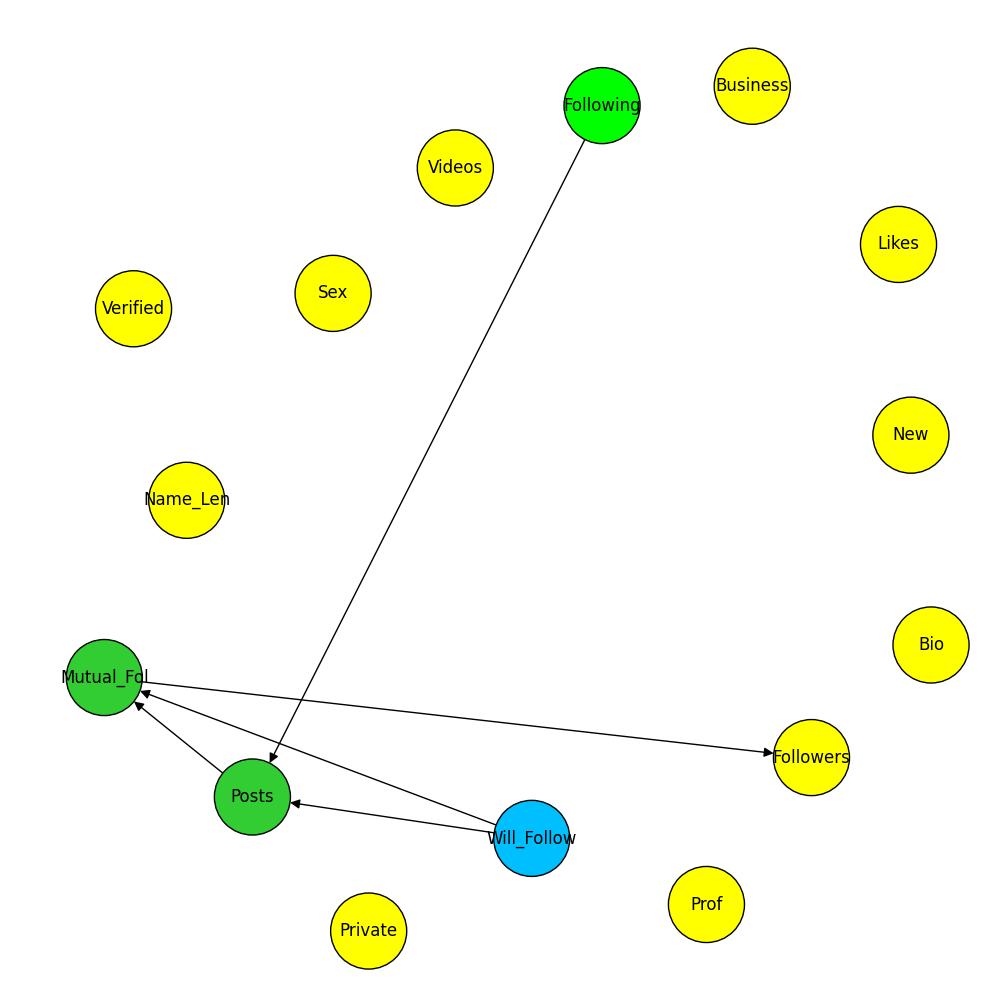 Business
Following
Videos
Likes
Sex
Verified
New
Name_Len
Bio
Mutual_Fol
Followers
Posts
Will_Follow
Prof
Private